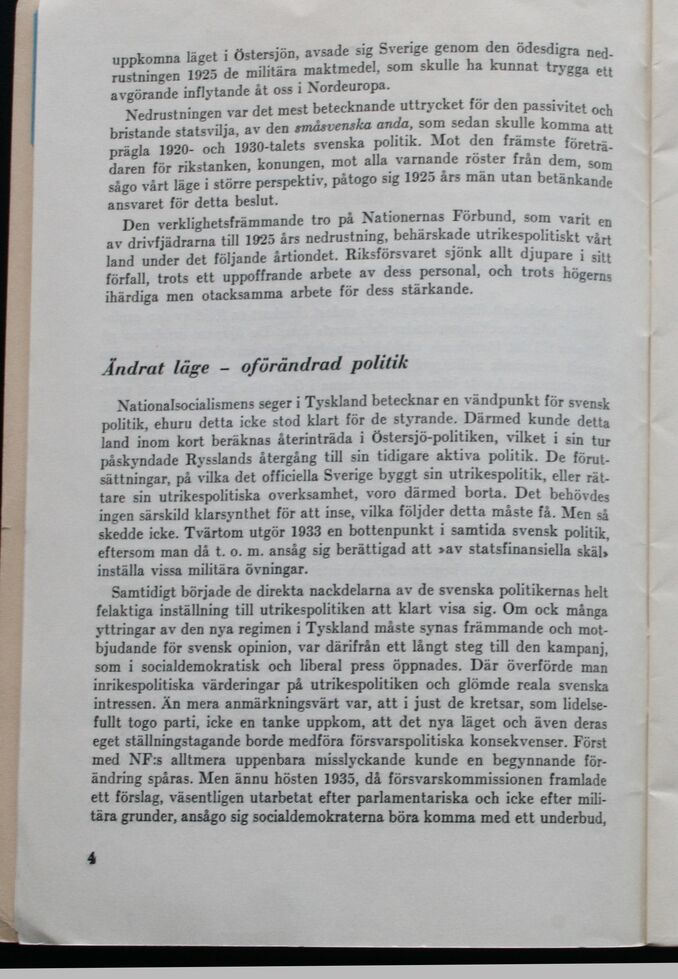 uppkomna läget i Östersjön, avsade sig Sverige genom den ödesdigra ned-
rustningen 1925 de militära maktmedel, som skulle ha kunnat trygga ett
avgörande inflytande åt oss i Nordeuropa.
Nedrustningen var det mest betecknande uttrycket för den passivitet och
bristande statsvilja, av den småsvenska anda, som sedan skulle komma att
prägla 1920- och 1930-talets svenska politik. Mot den främste företrä-
daren för rikstanken, konungen, mot alla varnande röster från dem, som
sågo vårt läge i större perspektiv, påtogo sig 1925 års män utan betänkande
ansvaret för detta beslut.
Den verklighetsfrämmande tro på Nationernas Förbund, som varit en
av drivfjädrarna till 1925 års nedrustning, behärskade utrikespolitiskt vårt
land under det följande årtiondet. Riksförsvaret sjönk allt djupare i sitt
förfall, trots ett uppoffrande arbete av dess personal, och trots högerns
ihärdiga men otacksamma arbete för dess stärkande.
Ändrat läge – oförändrad politik
Nationalsocialismens seger i Tyskland betecknar en vändpunkt för svensk
politik, ehuru detta icke stod klart för de styrande. Därmed kunde detta
land inom kort beräknas återinträda i Östersjö-politiken, vilket i sin tur
påskyndade Rysslands återgång till sin tidigare aktiva politik. De förut-
sättningar, på vilka det officiella Sverige byggt sin utrikespolitik, eller rät-
tare sin utrikespolitiska overksamhet, voro därmed borta. Det behövdes
ingen särskild klarsynthet för att inse, vilka följder detta måste få. Men så
skedde icke. Tvärtom utgör 1933 en bottenpunkt i samtida svensk politik,
eftersom man då t. o. m. ansåg sig berättigad att »av statsfinansiella skäl»
inställa vissa militära övningar.
Samtidigt började de direkta nackdelarna av de svenska politikernas helt
felaktiga inställning till utrikespolitiken att klart visa sig. Om ock många
yttringar av den nya regimen i Tyskland måste synas främmande och mot-
bjudande för svensk opinion, var därifrån ett långt steg till den kampanj,
som i socialdemokratisk och liberal press öppnades. Där överförde man
inrikespolitiska värderingar på utrikespolitiken och glömde reala svenska
intressen. Än mera anmärkningsvärt var, att i just de kretsar, som lidelse-
fullt togo parti, icke en tanke uppkom, att det nya läget och även deras
eget ställningstagande borde medföra försvarspolitiska konsekvenser. Först
med NF:s alltmera uppenbara misslyckande kunde en begynnande för-
ändring spåras. Men ännu hösten 1935, då försvarskommissionen framlade
ett förslag, väsentligen utarbetat efter parlamentariska och icke efter mili-
tära grunder, ansågo sig socialdemokraterna böra komma med ett underbud,
4